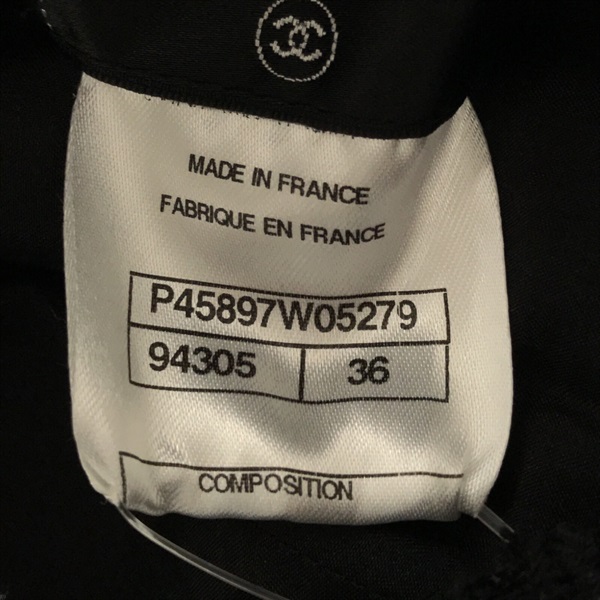 MADE IN FRANCE
FABRIQUE EN FRANCE
P45897W05279
94305 36
COMPOSITION